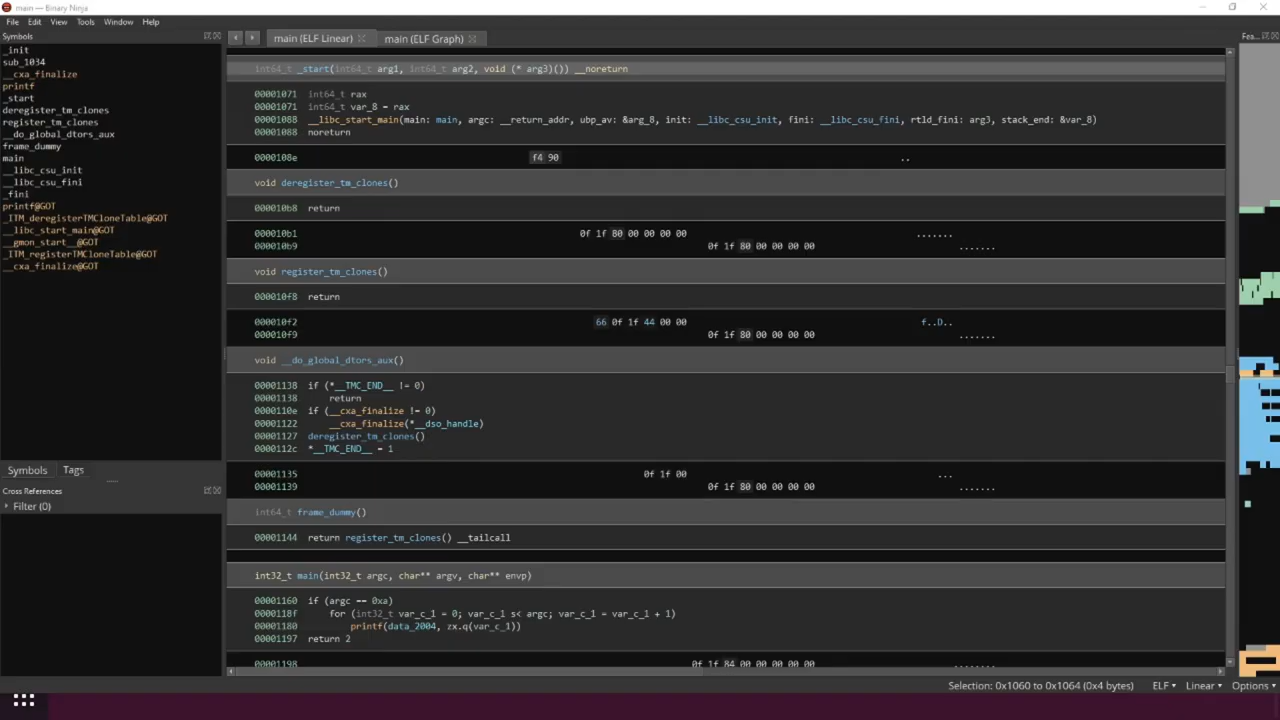 main — Binary Ninja
File Edit View Tools Window Help
Symbols
_init
sub_1034
__cxa_finalize
printf
_start
deregister_tm_clones
register_tm_clones
__do_global_dtors_aux
frame_dummy
main
__libc_csu_init
__libc_csu_fini
_fini
printf@GOT
_ITM_deregisterTMCloneTable@GOT
__libc_start_main@GOT
__gmon_start__@GOT
_ITM_registerTMCloneTable@GOT
__cxa_finalize@GOT
Symbols Tags
Cross References
Filter (0)
main (ELF Linear) main (ELF Graph)
int64_t _start(int64_t arg1, int64_t arg2, void (* arg3)()) __noreturn
00001071 int64_t rax
00001071 int64_t var_8 = rax
00001088 __libc_start_main(main: main, argc: __return_addr, ubp_av: &arg_8, init: __libc_csu_init, fini: __libc_csu_fini, rtld_fini: arg3, stack_end: &var_8)
00001088 noreturn
0000108e f4 90 ..
void deregister_tm_clones()
000010b8 return
000010b1 0f 1f 80 00 00 00 00 .......
000010b9 0f 1f 80 00 00 00 00 .......
void register_tm_clones()
000010f8 return
000010f2 66 0f 1f 44 00 00 f..D..
000010f9 0f 1f 80 00 00 00 00 .......
void __do_global_dtors_aux()
00001138 if (*__TMC_END__ != 0)
00001138 return
0000110e if (__cxa_finalize != 0)
00001122 __cxa_finalize(*__dso_handle)
00001127 deregister_tm_clones()
0000112c *__TMC_END__ = 1
00001135 0f 1f 00 ...
00001139 0f 1f 80 00 00 00 00 .......
int64_t frame_dummy()
00001144 return register_tm_clones() __tailcall
int32_t main(int32_t argc, char** argv, char** envp)
00001160 if (argc == 0xa)
0000118f for (int32_t var_c_1 = 0; var_c_1 s< argc; var_c_1 = var_c_1 + 1)
00001180 printf(data_2004, zx.q(var_c_1))
00001197 return 2
00001198 0f 1f 84 00 00 00 00 00 ........
Fea...
Selection: 0x1060 to 0x1064 (0x4 bytes) ELF Linear Options